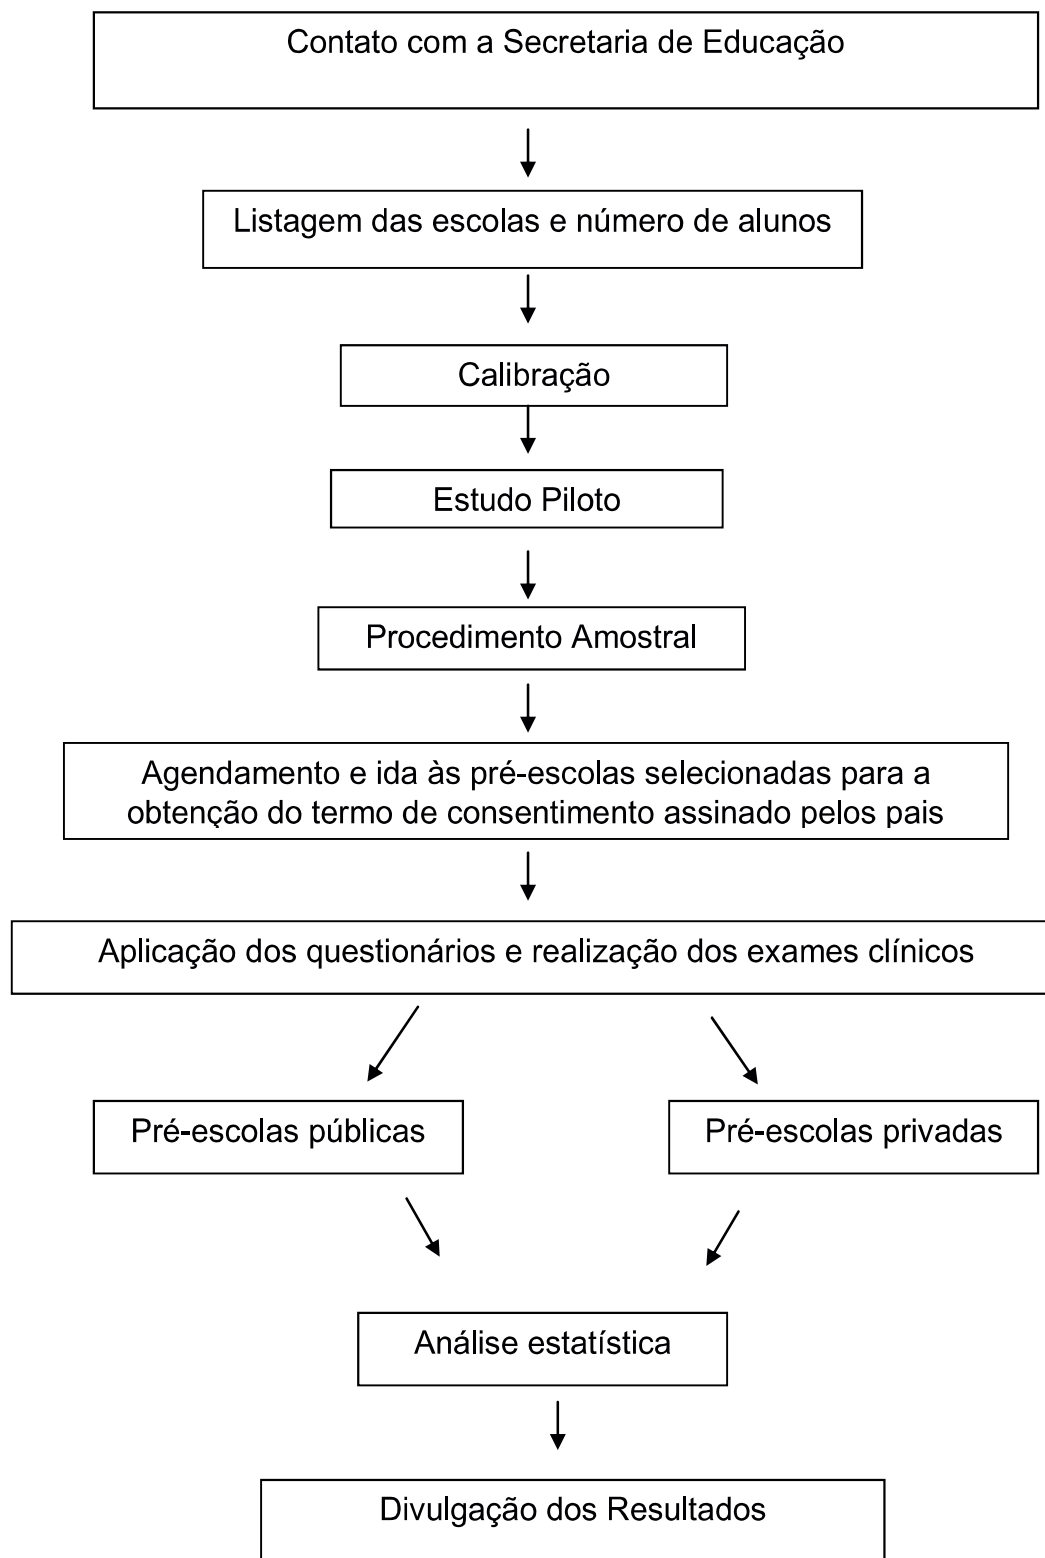 Contato com a Secretaria de Educação
Listagem das escolas e número de alunos
Calibração
Estudo Piloto
Procedimento Amostral
Agendamento e ida às pré-escolas selecionadas para a
obtenção do termo de consentimento assinado pelos pais
Aplicação dos questionários e realização dos exames clínicos
Pré-escolas públicas
Pré-escolas privadas
Análise estatística
Divulgação dos Resultados